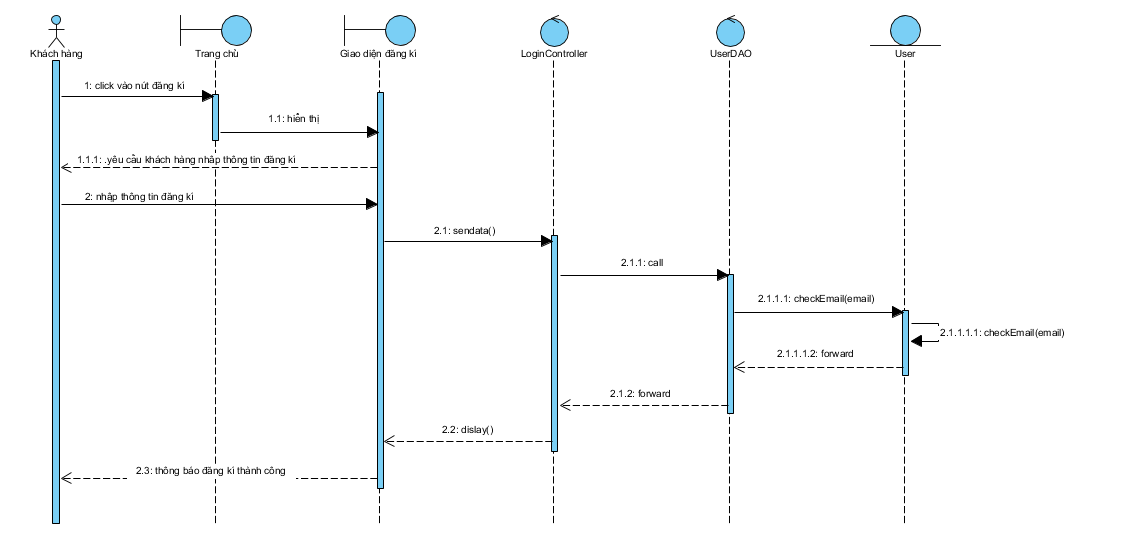 Khách hàng
Trang chủ
Giao diện đăng kí
LoginController
UserDAO
User
1: click vào nút đăng kí
1.1: hiển thị
1.1.1: .yêu cầu khách hàng nhập thông tin đăng kí
2: nhập thông tin đăng kí
2.1: sendata()
2.1.1: call
2.1.1.1: checkEmail(email)
2.1.1.1.1: checkEmail(email)
2.1.1.1.2: forward
2.1.2: forward
2.2: dislay()
2.3: thông báo đăng kí thành công